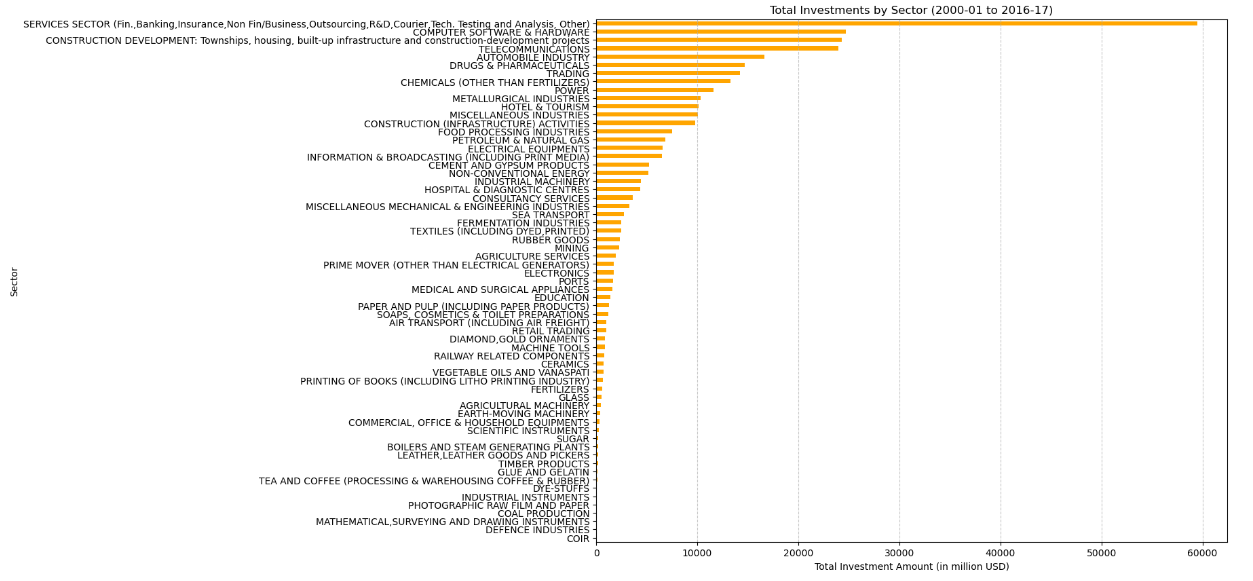 Total Investments by Sector (2000-01 to 2016-17)
SERVICES SECTOR (Fin.,Banking,Insurance,Non Fin/Business,Outsourcing,R&D,Courier,Tech. Testing and Analysis, Other)
COMPUTER SOFTWARE & HARDWARE
CONSTRUCTION DEVELOPMENT: Townships, housing, built-up infrastructure and construction-development projects
TELECOMMUNICATIONS
AUTOMOBILE INDUSTRY
DRUGS & PHARMACEUTICALS
TRADING
CHEMICALS (OTHER THAN FERTILIZERS)
POWER
METALLURGICAL INDUSTRIES
HOTEL & TOURISM
MISCELLANEOUS INDUSTRIES
CONSTRUCTION (INFRASTRUCTURE) ACTIVITIES
FOOD PROCESSING INDUSTRIES
PETROLEUM & NATURAL GAS
ELECTRICAL EQUIPMENTS
INFORMATION & BROADCASTING (INCLUDING PRINT MEDIA)
CEMENT AND GYPSUM PRODUCTS
NON-CONVENTIONAL ENERGY
INDUSTRIAL MACHINERY
HOSPITAL & DIAGNOSTIC CENTRES
CONSULTANCY SERVICES
MISCELLANEOUS MECHANICAL & ENGINEERING INDUSTRIES
SEA TRANSPORT
FERMENTATION INDUSTRIES
TEXTILES (INCLUDING DYED,PRINTED)
RUBBER GOODS
MINING
AGRICULTURE SERVICES
PRIME MOVER (OTHER THAN ELECTRICAL GENERATORS)
ELECTRONICS
PORTS
MEDICAL AND SURGICAL APPLIANCES
EDUCATION
PAPER AND PULP (INCLUDING PAPER PRODUCTS)
SOAPS, COSMETICS & TOILET PREPARATIONS
AIR TRANSPORT (INCLUDING AIR FREIGHT)
RETAIL TRADING
DIAMOND,GOLD ORNAMENTS
MACHINE TOOLS
RAILWAY RELATED COMPONENTS
CERAMICS
VEGETABLE OILS AND VANASPATI
PRINTING OF BOOKS (INCLUDING LITHO PRINTING INDUSTRY)
FERTILIZERS
GLASS
AGRICULTURAL MACHINERY
EARTH-MOVING MACHINERY
COMMERCIAL, OFFICE & HOUSEHOLD EQUIPMENTS
SCIENTIFIC INSTRUMENTS
SUGAR
BOILERS AND STEAM GENERATING PLANTS
LEATHER,LEATHER GOODS AND PICKERS
TIMBER PRODUCTS
GLUE AND GELATIN
TEA AND COFFEE (PROCESSING & WAREHOUSING COFFEE & RUBBER)
DYE-STUFFS
INDUSTRIAL INSTRUMENTS
PHOTOGRAPHIC RAW FILM AND PAPER
COAL PRODUCTION
MATHEMATICAL,SURVEYING AND DRAWING INSTRUMENTS
DEFENCE INDUSTRIES
COIR
Sector
0 10000 20000 30000 40000 50000 60000
Total Investment Amount (in million USD)